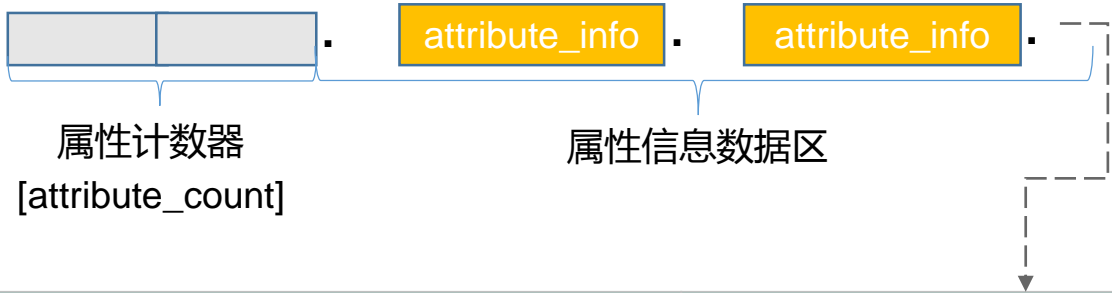 . attribute_info . attribute_info .
属性计数器
[attribute_count]
属性信息数据区